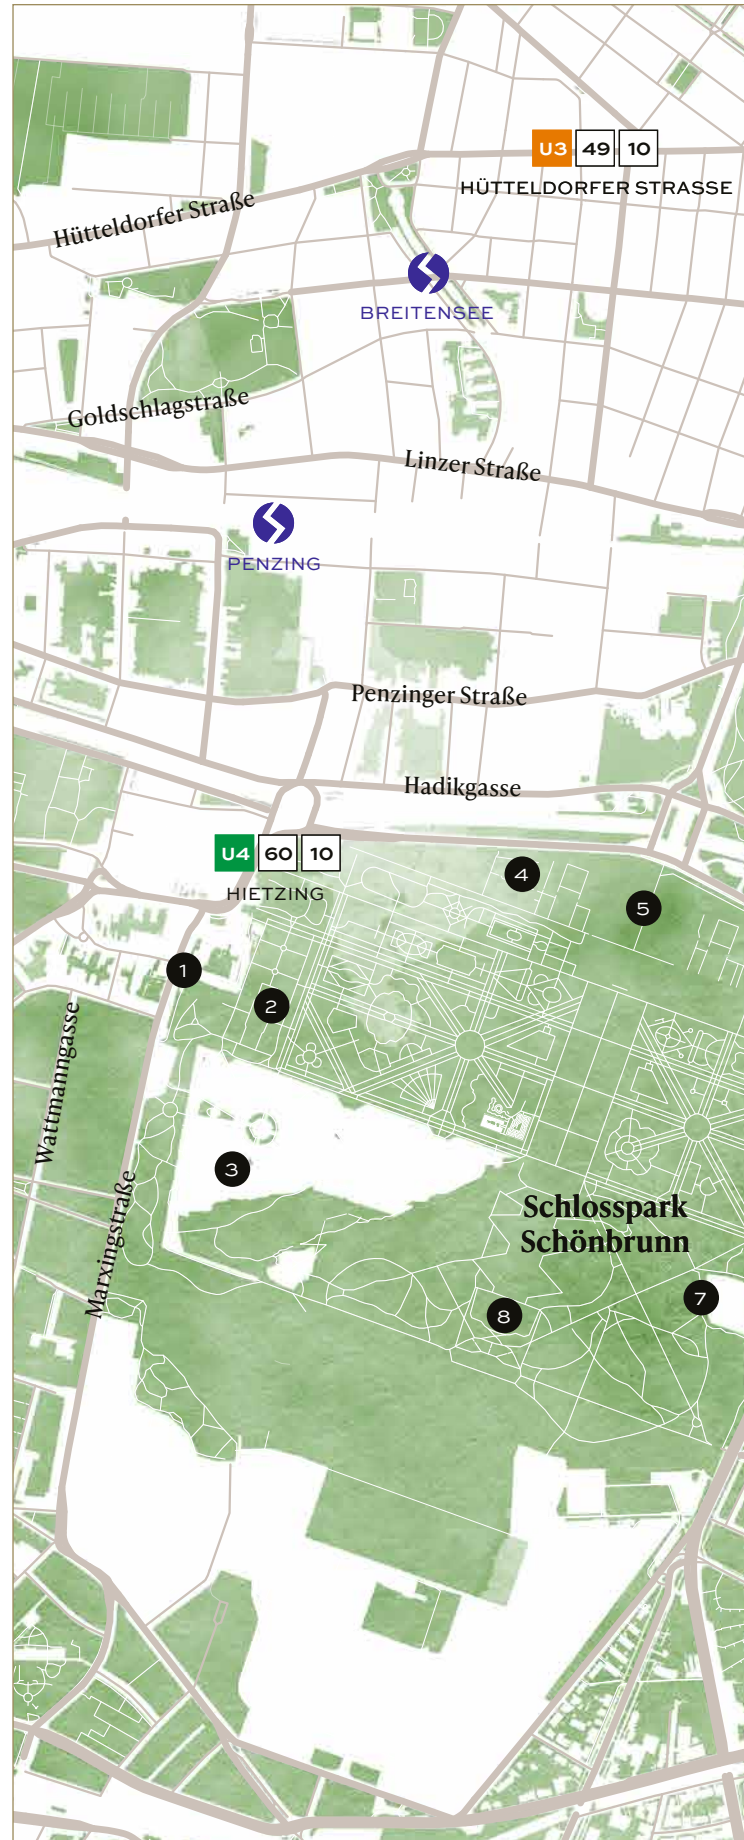 U3 49 10
HÜTTELDORFER STRASSE
Hütteldorfer Straße
BREITENSEE
Goldschlagstraße
Linzer Straße
PENZING
Penzinger Straße
Hadikgasse
U4 60 10
HIETZING
4
5
1
2
Wattmanngasse
3
Marxingstraße
Schlosspark
Schönbrunn
7
8